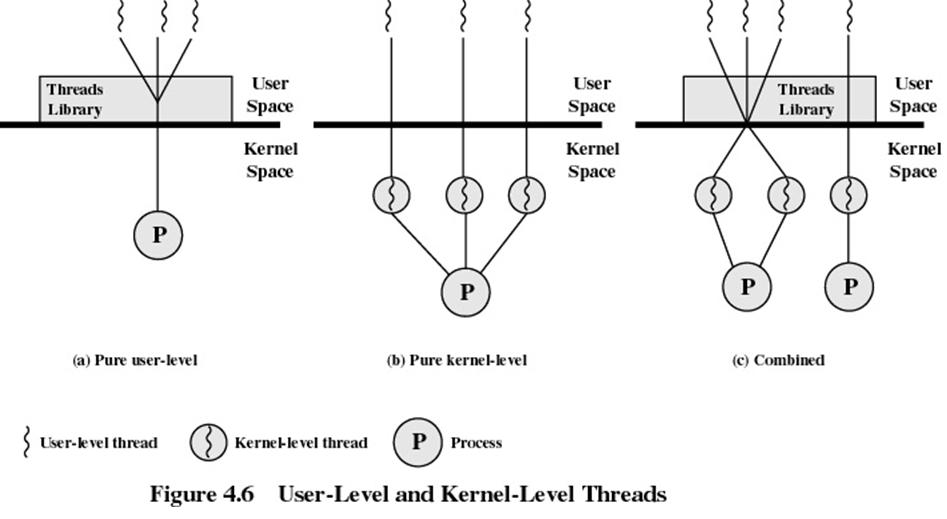 Threads
Library
User
Space
Kernel
Space
P
(a) Pure user-level
User
Space
Kernel
Space
P
(b) Pure kernel-level
Threads
Library
User
Space
Kernel
Space
P
P
(c) Combined
User-level thread
Kernel-level thread
P
Process
Figure 4.6 User-Level and Kernel-Level Threads